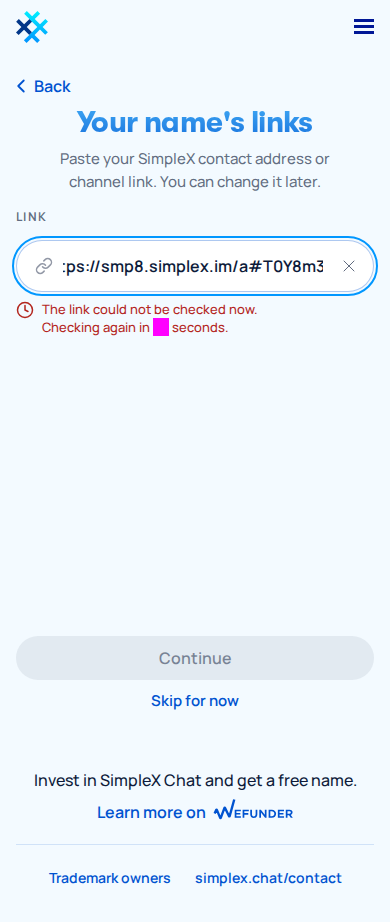 Back
Your name's links
Paste your SimpleX contact address or
channel link. You can change it later.
LINK
:ps://smp8.simplex.im/a#T0Y8m3
The link could not be checked now.
Checking again in seconds.
Continue
Skip for now
Invest in SimpleX Chat and get a free name.
Learn more on WEFUNDER
Trademark owners simplex.chat/contact